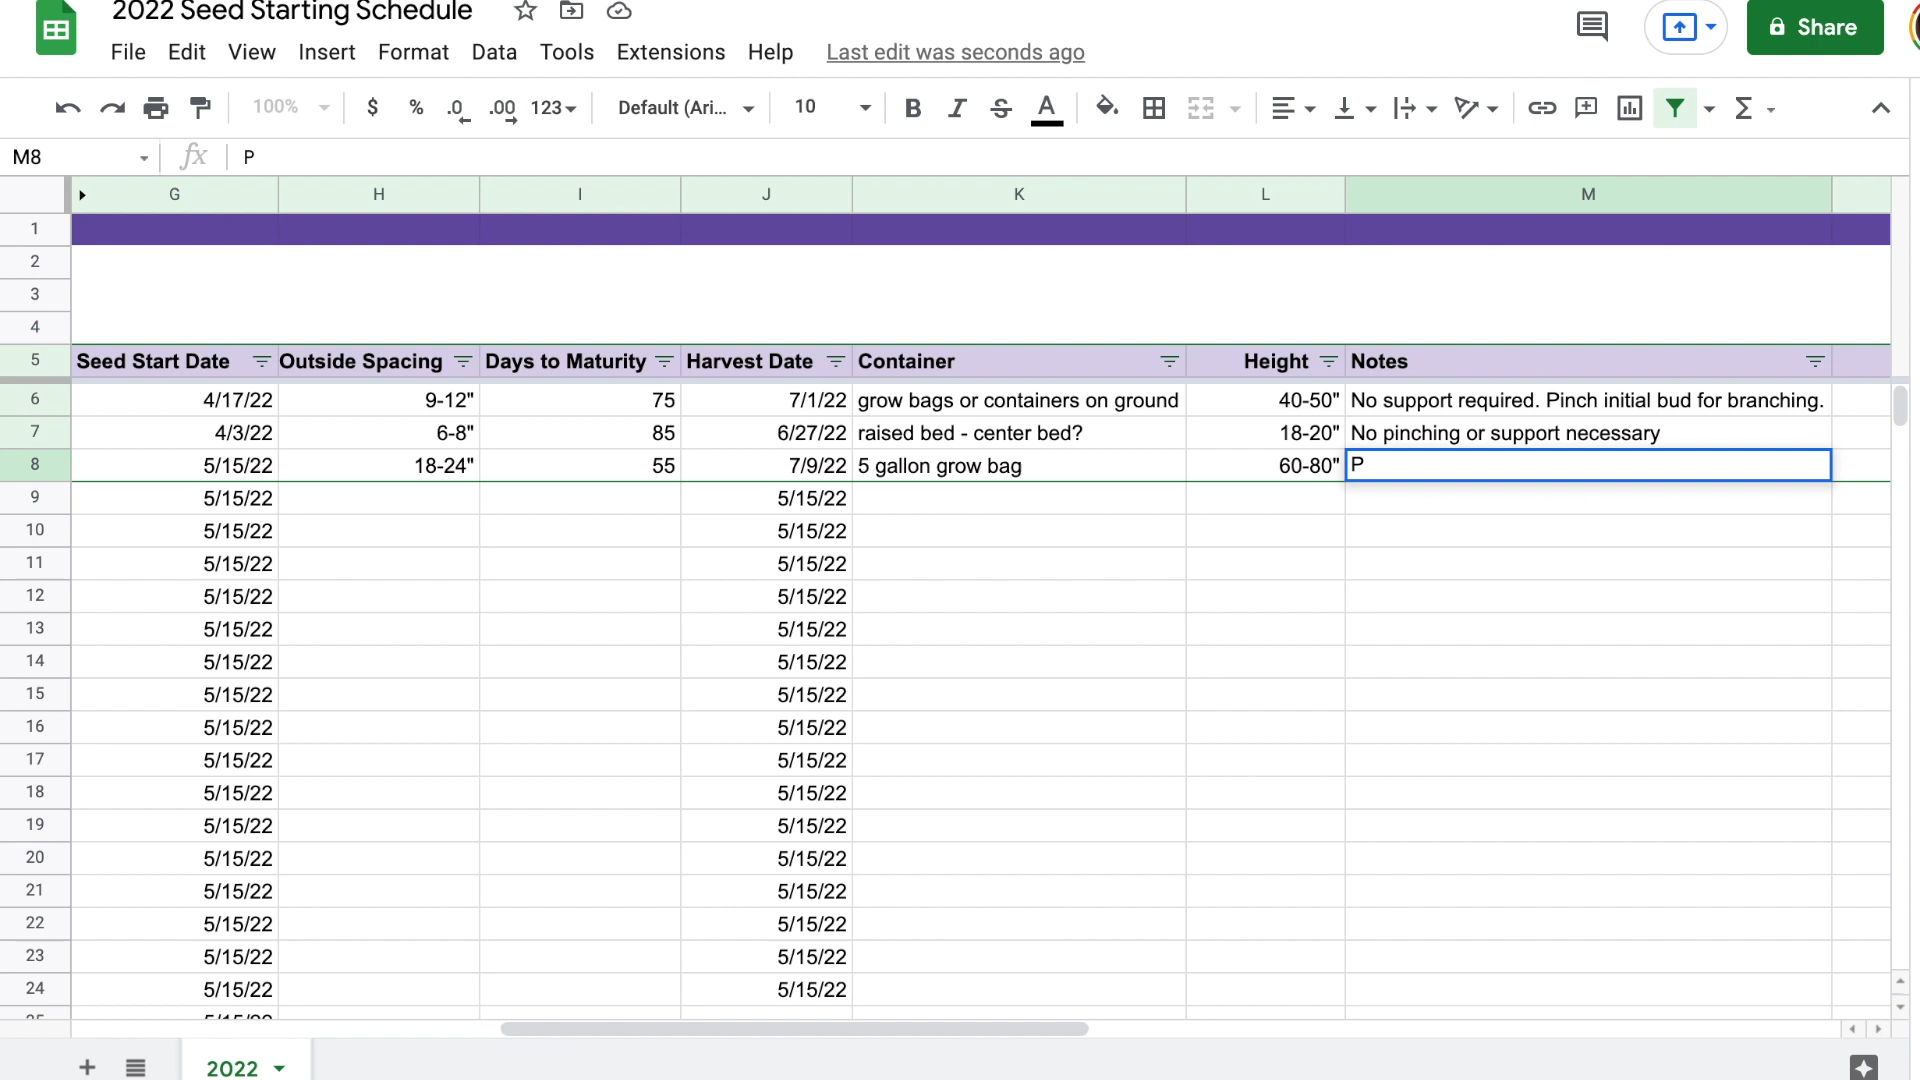 2022 Seed Starting Schedule
File Edit View Insert Format Data Tools Extensions Help Last edit was seconds ago
Share
100% $ % .0 .00 123 Default (Ari... 10 B I S A Σ
M8 fx P
G H I J K L M
1
2
3
4
5 Seed Start Date Outside Spacing Days to Maturity Harvest Date Container Height Notes
6 4/17/22 9-12" 75 7/1/22 grow bags or containers on ground 40-50" No support required. Pinch initial bud for branching.
7 4/3/22 6-8" 85 6/27/22 raised bed - center bed? 18-20" No pinching or support necessary
8 5/15/22 18-24" 55 7/9/22 5 gallon grow bag 60-80" P
9 5/15/22 5/15/22
10 5/15/22 5/15/22
11 5/15/22 5/15/22
12 5/15/22 5/15/22
13 5/15/22 5/15/22
14 5/15/22 5/15/22
15 5/15/22 5/15/22
16 5/15/22 5/15/22
17 5/15/22 5/15/22
18 5/15/22 5/15/22
19 5/15/22 5/15/22
20 5/15/22 5/15/22
21 5/15/22 5/15/22
22 5/15/22 5/15/22
23 5/15/22 5/15/22
24 5/15/22 5/15/22
2022